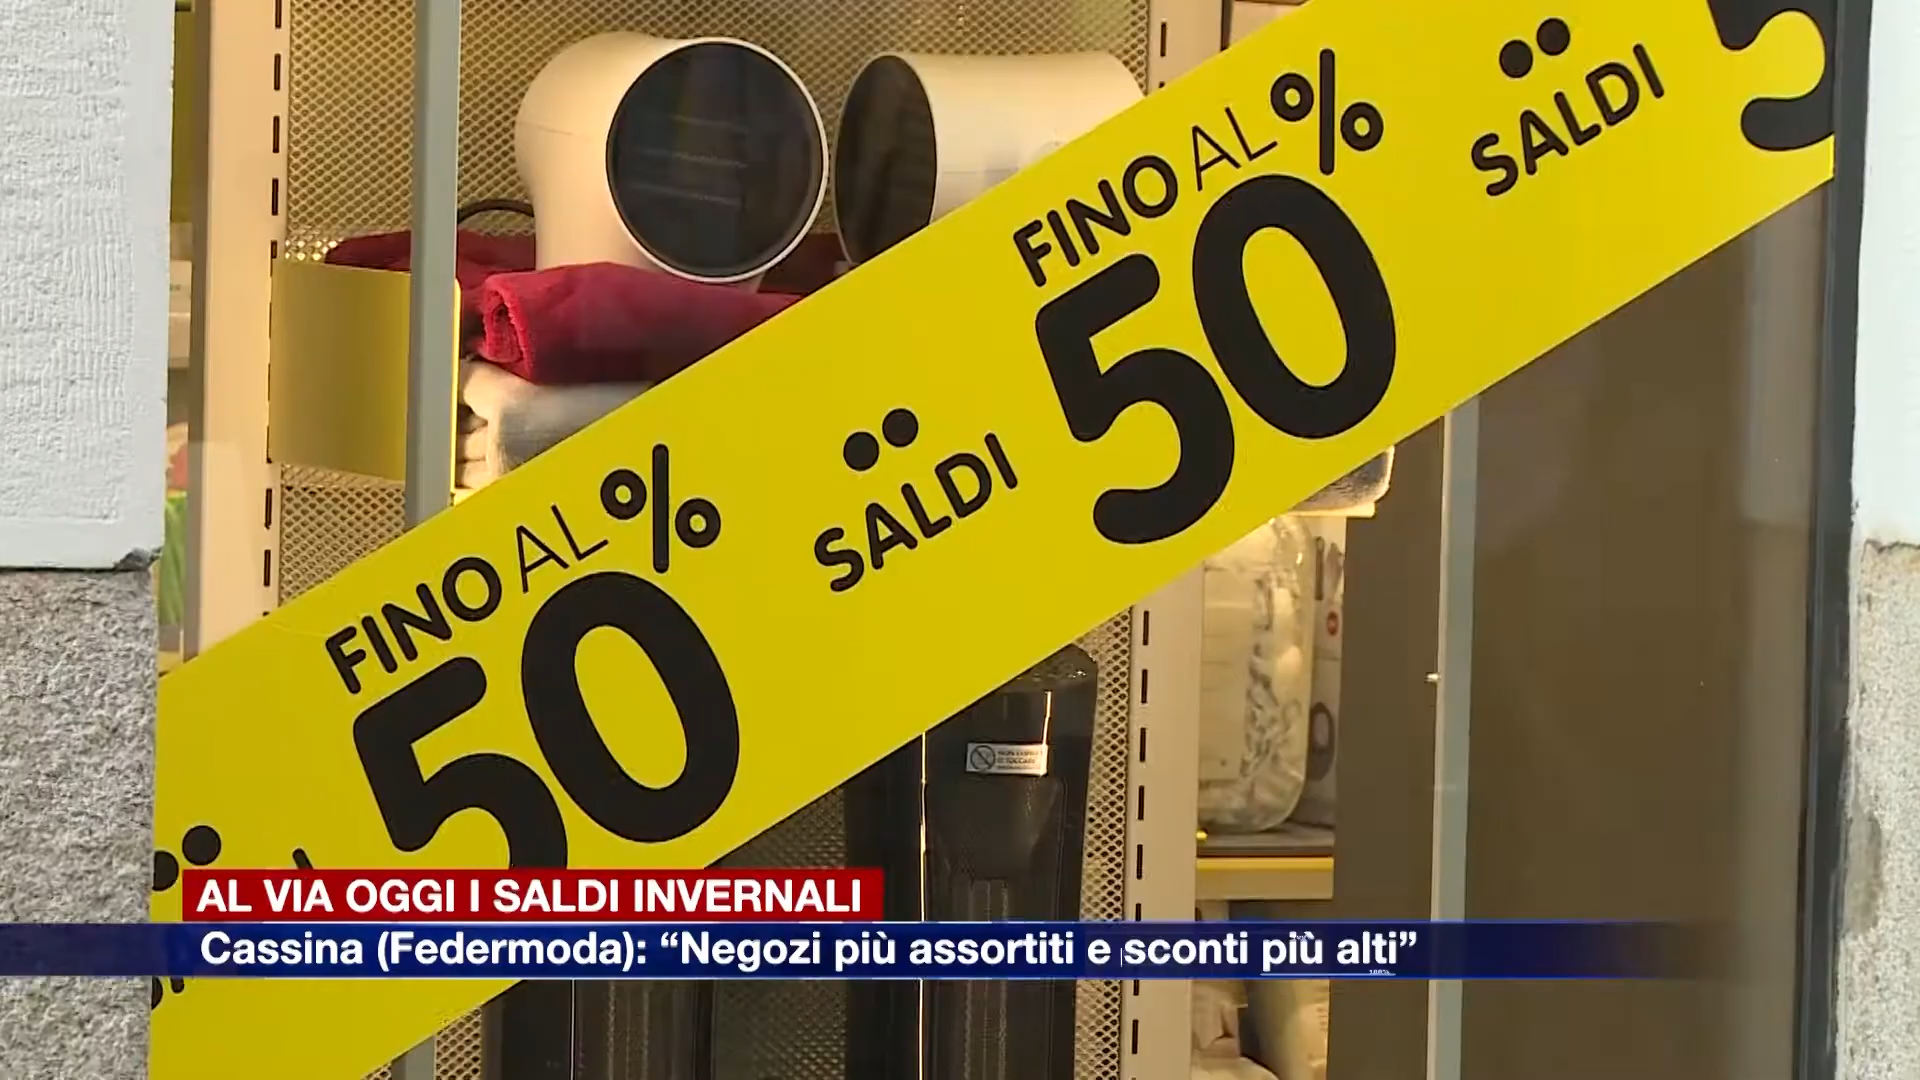 SALDI
5
FINO AL %
50
SALDI
FINO AL %
50
AL VIA OGGI I SALDI INVERNALI
Cassina (Federmoda): “Negozi più assortiti e sconti più alti”